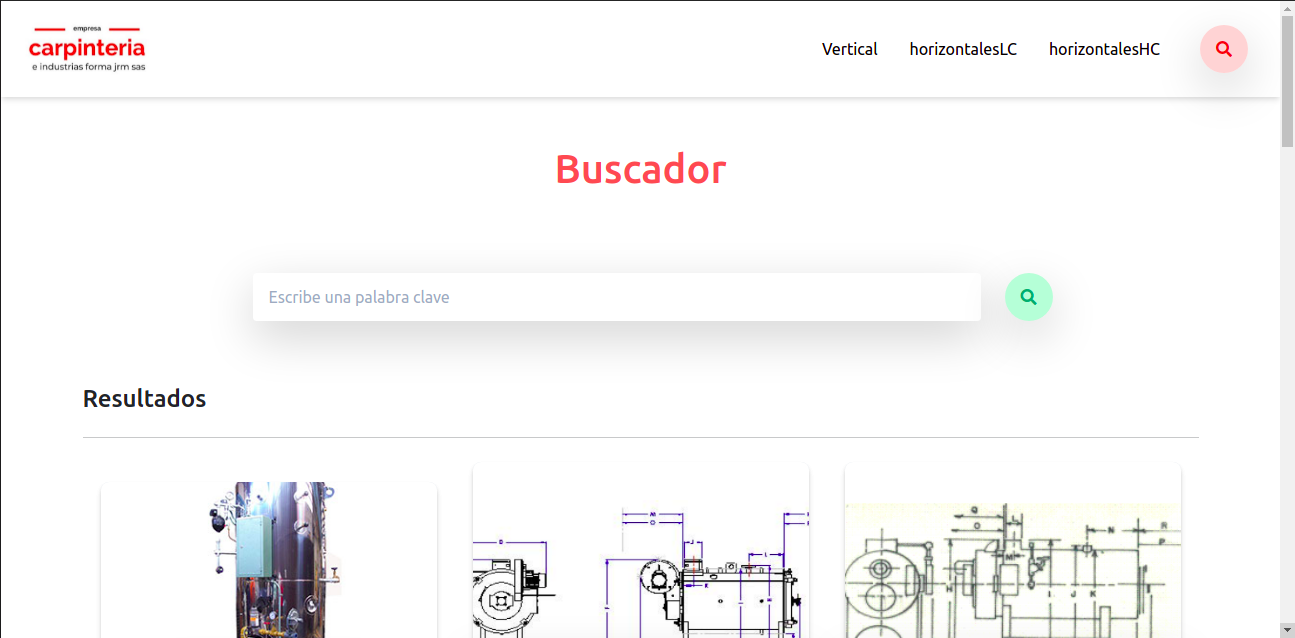 empresa
carpinteria
e industrias forma jrm sas
Vertical horizontalesLC horizontalesHC
Buscador
Escribe una palabra clave
Resultados
M
O
D
J
L
K
Q
O
L
N
R
P
M
H
I J K